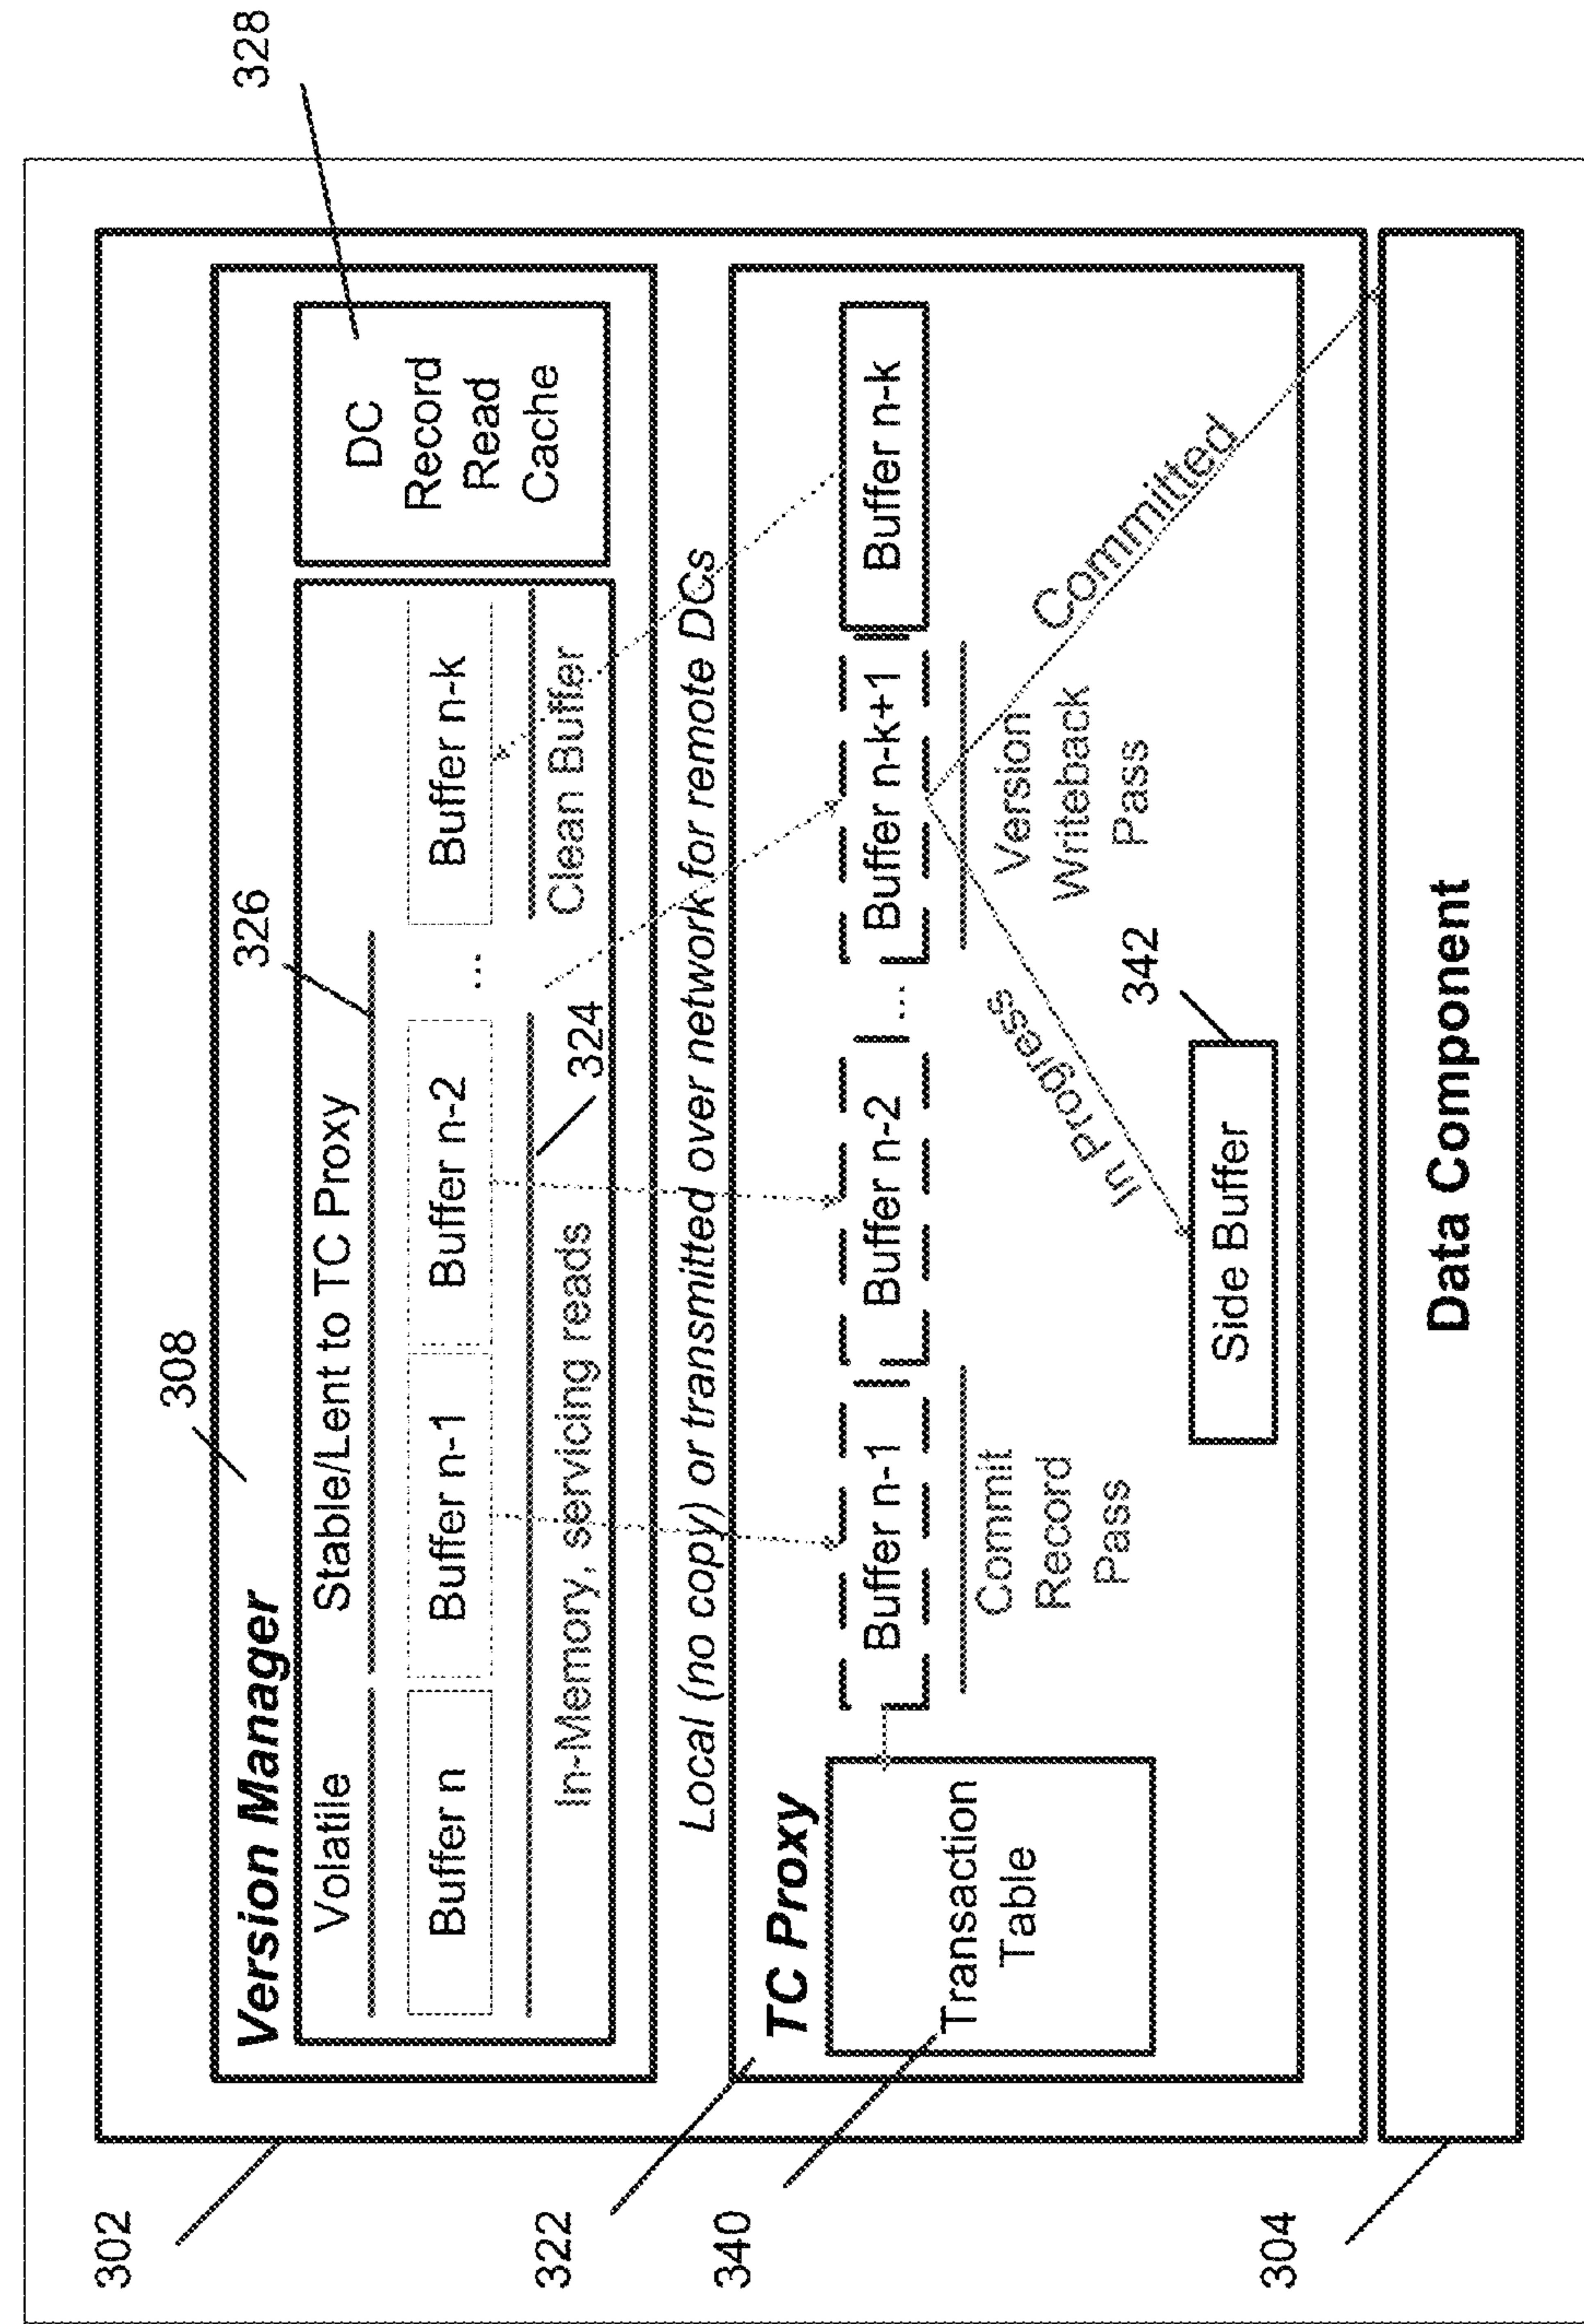 328
308
326
Version Manager
Volatile
Stable/Lent to TC Proxy
Buffer n
Buffer n-1
Buffer n-2
...
Buffer n-k
In-Memory, servicing reads
324
Clean Buffer
DC
Record
Read
Cache
Local (no copy) or transmitted over network for remote DCs
302
322
340
TC Proxy
Transaction
Table
Buffer n-1
Buffer n-2
...
Buffer n-k+1
Buffer n-k
Commit
Record
Pass
Version
Writeback
Pass
In Progress
Committed
342
Side Buffer
304
Data Component